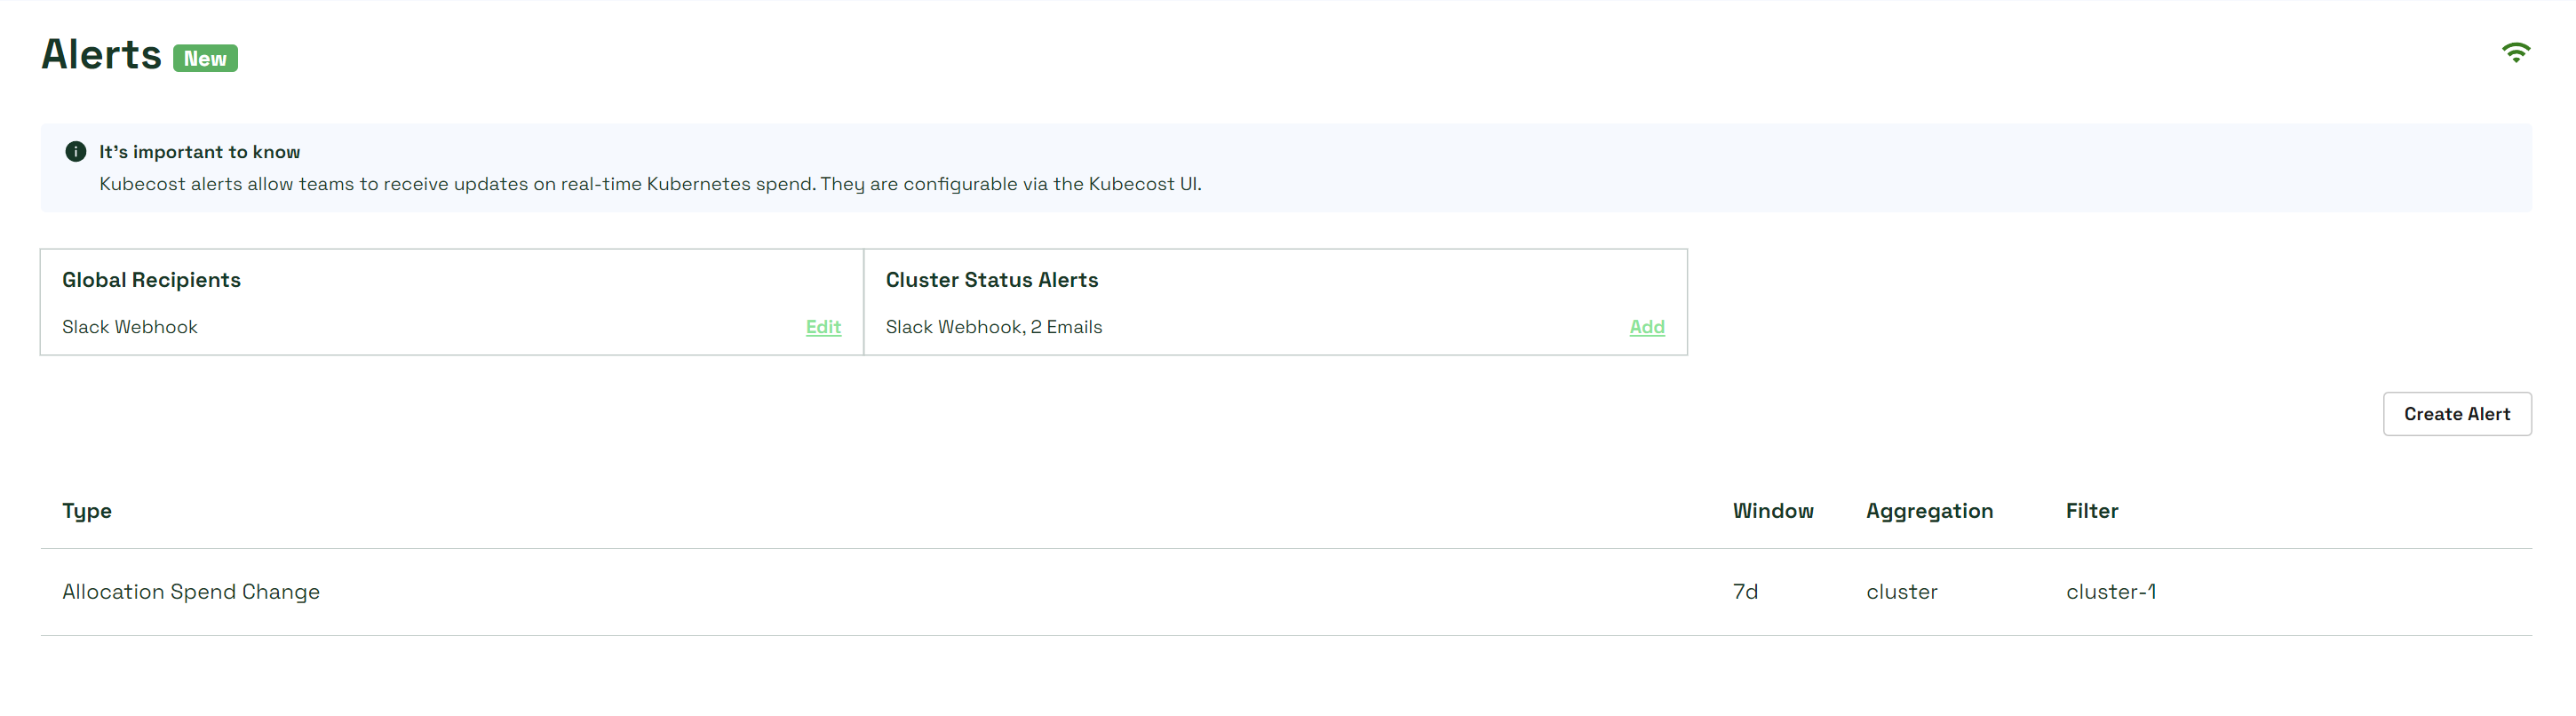 Alerts New
It's important to know
Kubecost alerts allow teams to receive updates on real-time Kubernetes spend. They are configurable via the Kubecost UI.
Global Recipients
Slack Webhook Edit
Cluster Status Alerts
Slack Webhook, 2 Emails Add
Create Alert
Type Window Aggregation Filter
Allocation Spend Change 7d cluster cluster-1